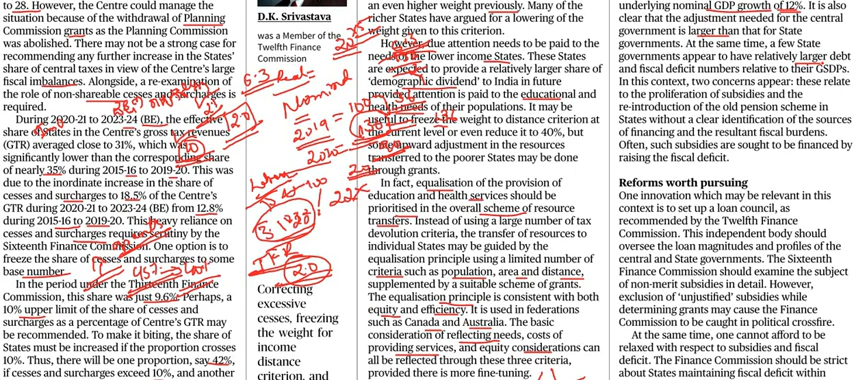 to 28. However, the Centre could manage the
situation because of the withdrawal of Planning
Commission grants as the Planning Commission
was abolished. There may not be a strong case for
recommending any further increase in the States'
share of central taxes in view of the Centre's large
fiscal imbalances. Alongside, a re-examination of
the role of non-shareable cesses and surcharges is
required.
During 2020-21 to 2023-24 (BE), the effective
share of States in the Centre's gross tax revenues
(GTR) averaged close to 31%, which was
significantly lower than the corresponding share
of nearly 35% during 2015-16 to 2019-20. This was
due to the inordinate increase in the share of
cesses and surcharges to 18.5% of the Centre's
GTR during 2020-21 to 2023-24 (BE) from 12.8%
during 2015-16 to 2019-20. This heavy reliance on
cesses and surcharges requires scrutiny by the
Sixteenth Finance Commission. One option is to
freeze the share of cesses and surcharges to some
base number.
In the period under the Thirteenth Finance
Commission, this share was just 9.6%. Perhaps, a
10% upper limit of the share of cesses and
surcharges as a percentage of Centre's GTR may
be recommended. To make it biting, the share of
States must be increased if the proportion crosses
10%. Thus, there will be one proportion, say 42%,
if cesses and surcharges exceed 10%, and another
D.K. Srivastava
was a Member of the
Twelfth Finance
Commission
6.3
Nominal
2019 = 100
2020
TFR
2.0
Correcting
excessive
cesses, freezing
the weight for
income
distance
criterion, and
an even higher weight previously. Many of the
richer States have argued for a lowering of the
weight given to this criterion.
However, due attention needs to be paid to the
needs of the lower income States. These States
are expected to provide a relatively larger share of
'demographic dividend' to India in future
provided attention is paid to the educational and
health needs of their populations. It may be
useful to freeze the weight to distance criterion at
the current level or even reduce it to 40%, but
some upward adjustment in the resources
transferred to the poorer States may be done
through grants.
In fact, equalisation of the provision of
education and health services should be
prioritised in the overall scheme of resource
transfers. Instead of using a large number of tax
devolution criteria, the transfer of resources to
individual States may be guided by the
equalisation principle using a limited number of
criteria such as population, area, and distance,
supplemented by a suitable scheme of grants.
The equalisation principle is consistent with both
equity and efficiency. It is used in federations
such as Canada and Australia. The basic
consideration of reflecting needs, costs of
providing services, and equity considerations can
all be reflected through these three criteria,
provided there is more fine-tuning.
underlying nominal GDP growth of 12%. It is also
clear that the adjustment needed for the central
government is larger than that for State
governments. At the same time, a few State
governments appear to have relatively larger debt
and fiscal deficit numbers relative to their GSDPs.
In this context, two concerns appear: these relate
to the proliferation of subsidies and the
re-introduction of the old pension scheme in
States without a clear identification of the sources
of financing and the resultant fiscal burdens.
Often, such subsidies are sought to be financed by
raising the fiscal deficit.
Reforms worth pursuing
One innovation which may be relevant in this
context is to set up a loan council, as
recommended by the Twelfth Finance
Commission. This independent body should
oversee the loan magnitudes and profiles of the
central and State governments. The Sixteenth
Finance Commission should examine the subject
of non-merit subsidies in detail. However,
exclusion of 'unjustified' subsidies while
determining grants may cause the Finance
Commission to be caught in political crossfire.
At the same time, one cannot afford to be
relaxed with respect to subsidies and fiscal
deficit. The Finance Commission should be strict
about States maintaining fiscal deficit within